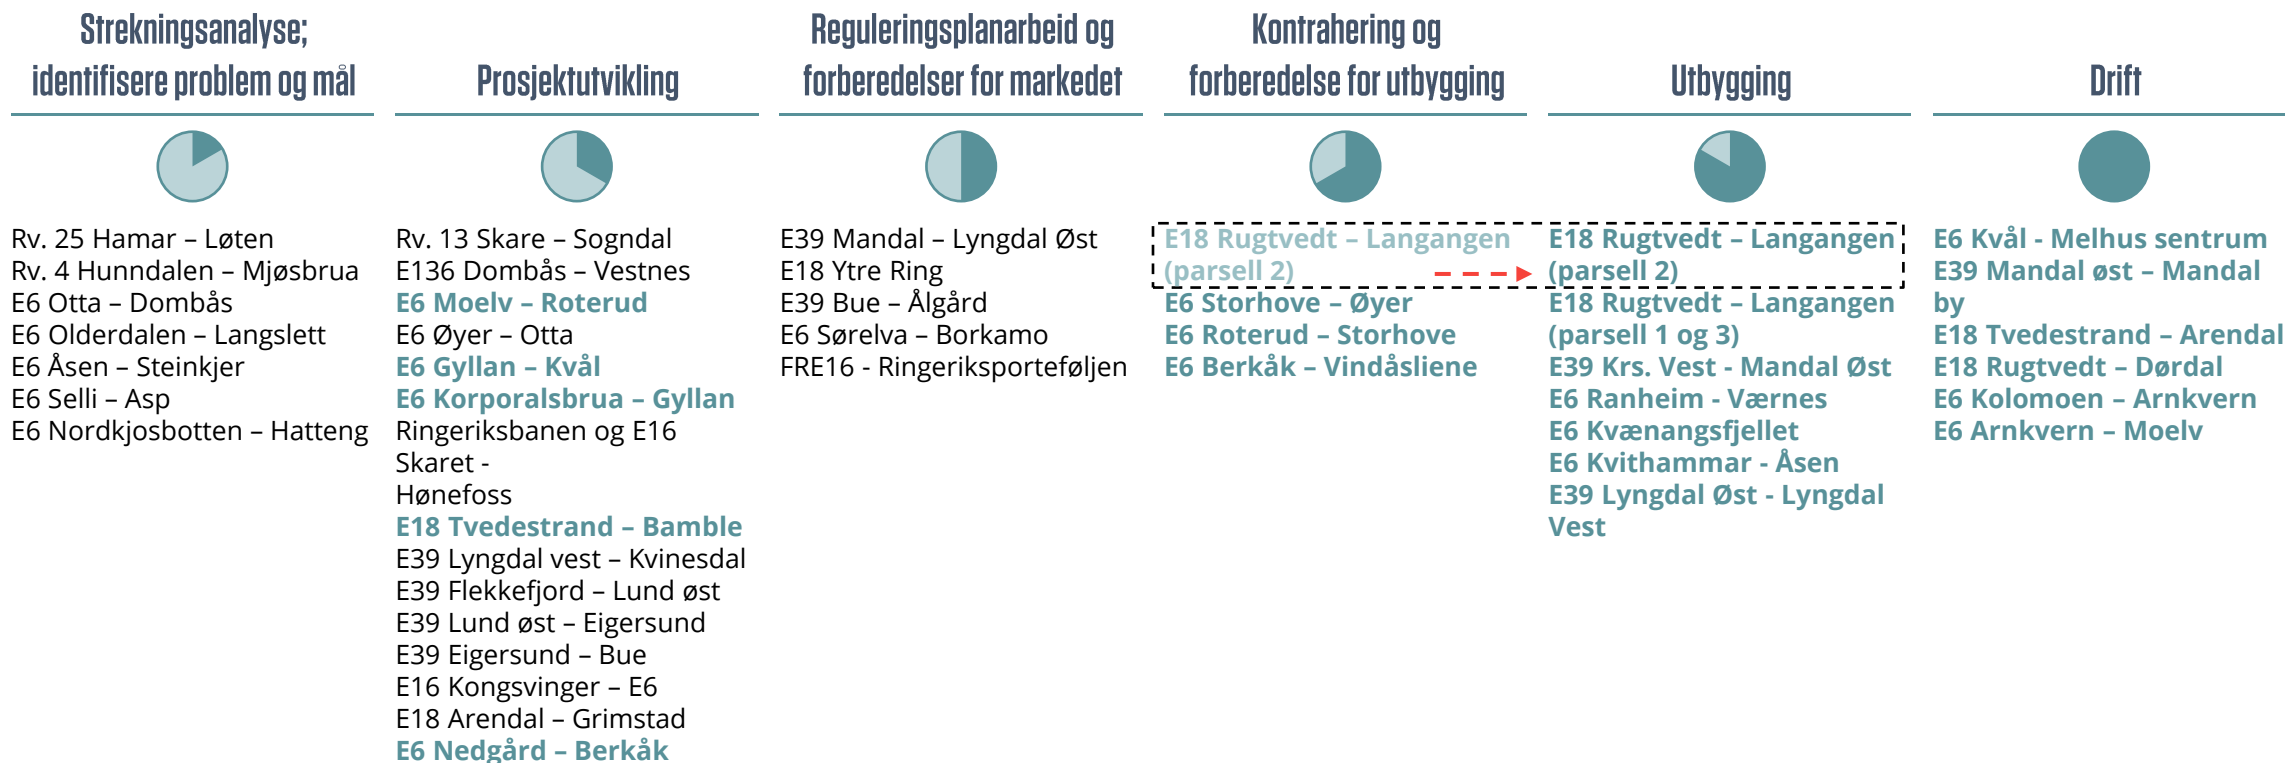 Strekningsanalyse;
identifisere problem og mål
Rv. 25 Hamar – Løten
Rv. 4 Hunndalen – Mjøsbrua
E6 Otta – Dombås
E6 Olderdalen – Langslett
E6 Åsen – Steinkjer
E6 Selli – Asp
E6 Nordkjosbotten – Hatteng
Prosjektutvikling
Rv. 13 Skare – Sogndal
E136 Dombås – Vestnes
E6 Moelv – Roterud
E6 Øyer – Otta
E6 Gyllan – Kvål
E6 Korporalsbrua – Gyllan
Ringeriksbanen og E16
Skaret -
Hønefoss
E18 Tvedestrand – Bamble
E39 Lyngdal vest – Kvinesdal
E39 Flekkefjord – Lund øst
E39 Lund øst – Eigersund
E39 Eigersund – Bue
E16 Kongsvinger – E6
E18 Arendal – Grimstad
E6 Nedgård – Berkåk
Reguleringsplanarbeid og
forberedelser for markedet
E39 Mandal – Lyngdal Øst
E18 Ytre Ring
E39 Bue – Ålgård
E6 Sørelva – Borkamo
FRE16 - Ringeriksporteføljen
Kontrahering og
forberedelse for utbygging
E18 Rugtvedt – Langangen
(parsell 2)
E6 Storhove – Øyer
E6 Roterud – Storhove
E6 Berkåk – Vindåsliene
Utbygging
E18 Rugtvedt – Langangen
(parsell 2)
E18 Rugtvedt – Langangen
(parsell 1 og 3)
E39 Krs. Vest - Mandal Øst
E6 Ranheim - Værnes
E6 Kvænangsfjellet
E6 Kvithammar - Åsen
E39 Lyngdal Øst - Lyngdal
Vest
Drift
E6 Kvål - Melhus sentrum
E39 Mandal øst – Mandal
by
E18 Tvedestrand – Arendal
E18 Rugtvedt – Dørdal
E6 Kolomoen – Arnkvern
E6 Arnkvern – Moelv